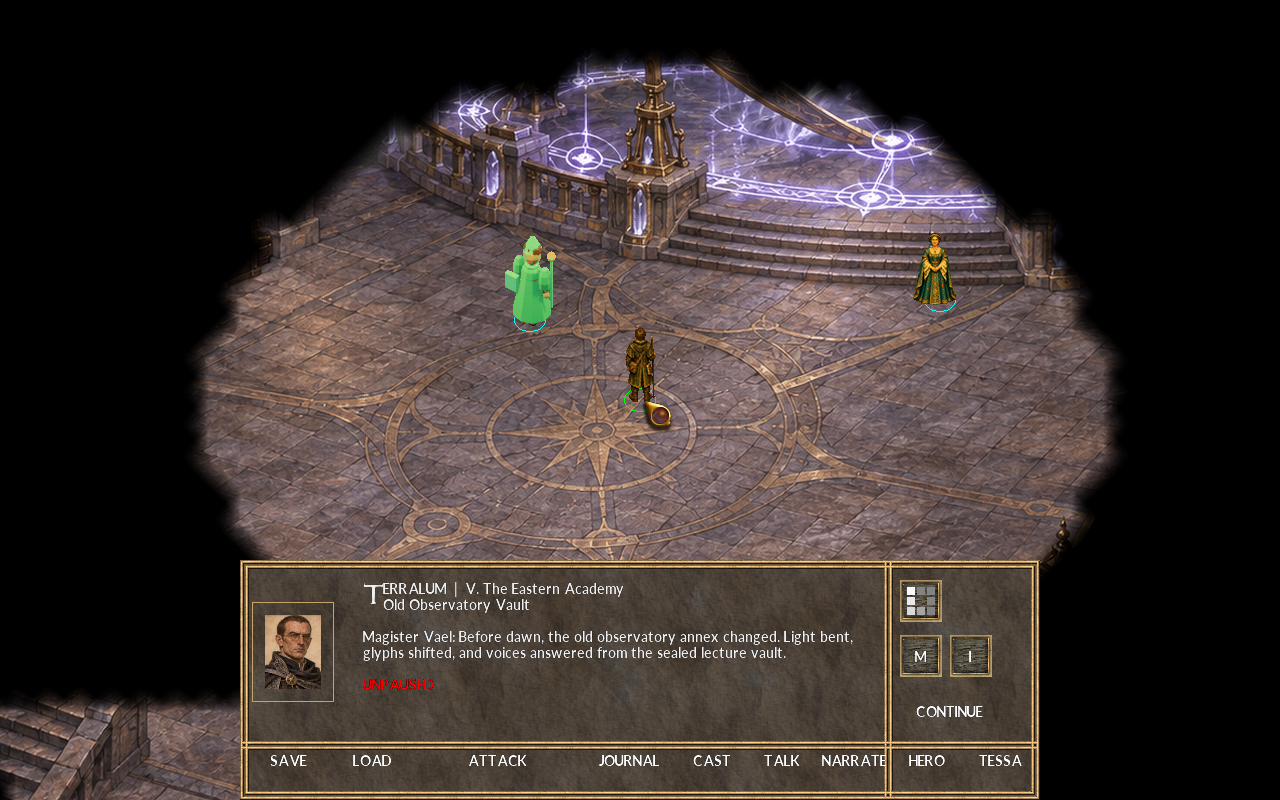 TERRALUM | V. The Eastern Academy
Old Observatory Vault
Magister Vael: Before dawn, the old observatory annex changed. Light bent,
glyphs shifted, and voices answered from the sealed lecture vault.
UNPAUSED
M I
CONTINUE
SAVE LOAD ATTACK JOURNAL CAST TALK NARRATE HERO TESSA